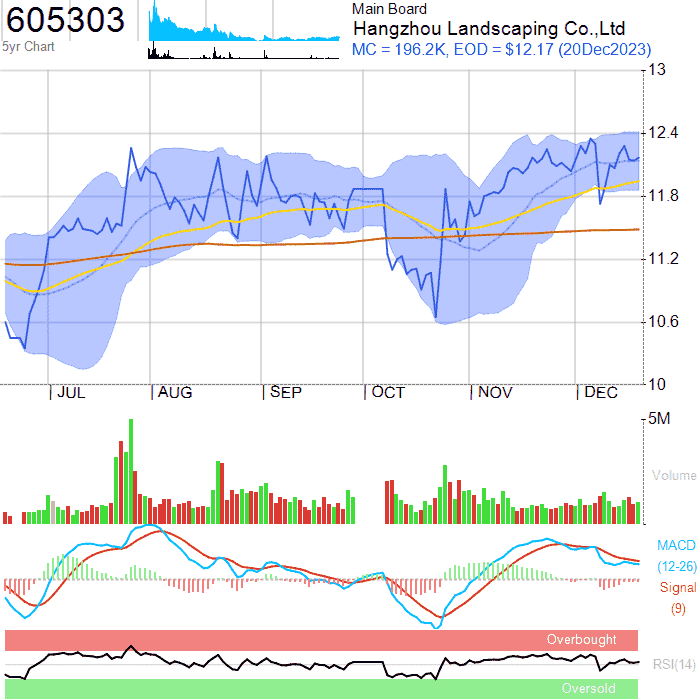 605303
5yr Chart
Main Board
Hangzhou Landscaping Co.,Ltd
MC = 196.2K, EOD = $12.17 (20Dec2023)
13
12.4
11.8
11.2
10.6
10
JUL AUG SEP OCT NOV DEC
5M
Volume
MACD
(12-26)
Signal
(9)
Overbought
RSI(14)
Oversold